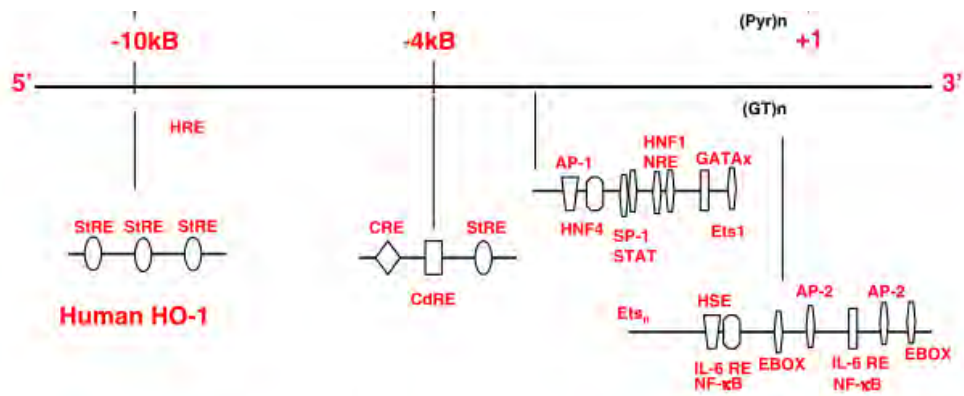 (Pyr)n
-10kB -4kB +1
5' 3'
(GT)n
HRE
HNF1
AP-1 NRE GATAx
StRE StRE StRE CRE StRE HNF4 SP-1 Ets1
STAT
CdRE
Human HO-1
Etsn HSE AP-2 AP-2
IL-6 RE EBOX IL-6 RE EBOX
NF-κB NF-κB